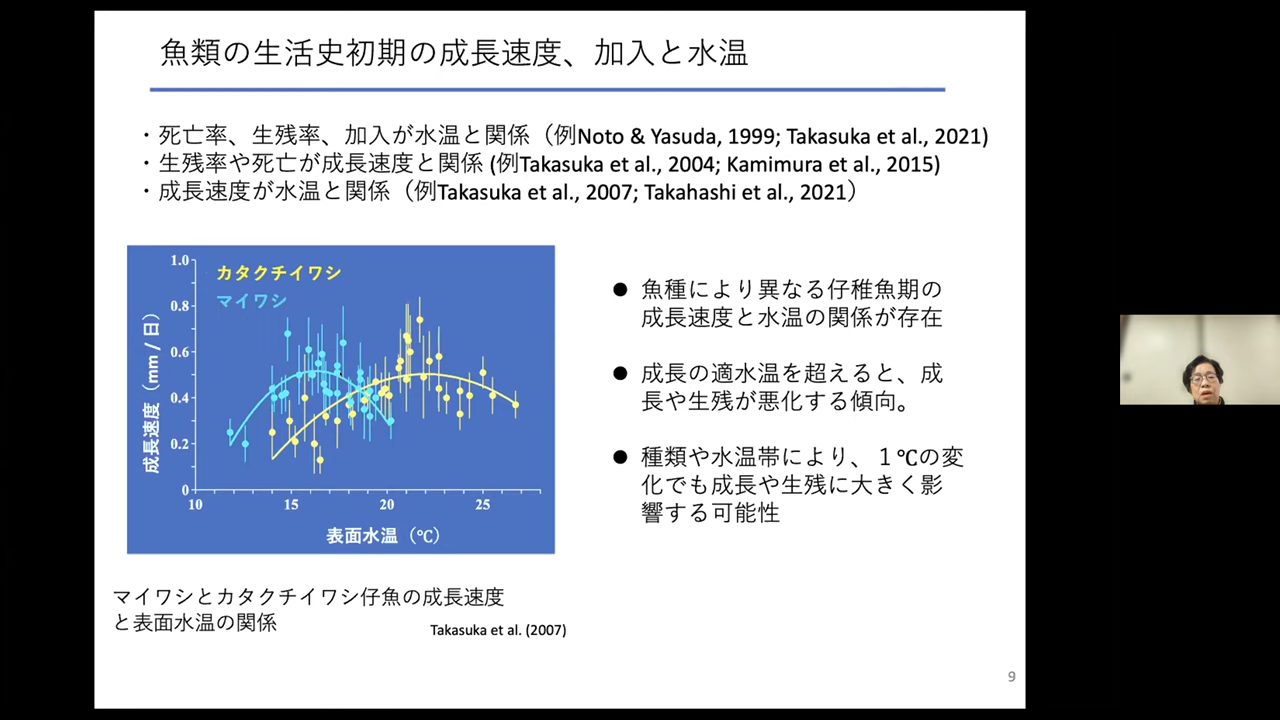 魚類の生活史初期の成長速度、加入と水温
・死亡率、生残率、加入が水温と関係（例Noto & Yasuda, 1999; Takasuka et al., 2021)
・生残率や死亡が成長速度と関係 (例Takasuka et al., 2004; Kamimura et al., 2015)
・成長速度が水温と関係（例Takasuka et al., 2007; Takahashi et al., 2021）
カタクチイワシ
マイワシ
成長速度（mm / 日）
1.0
0.8
0.6
0.4
0.2
0
10 15 20 25
表面水温（℃）
マイワシとカタクチイワシ仔魚の成長速度
と表面水温の関係
Takasuka et al. (2007)
● 魚種により異なる仔稚魚期の
成長速度と水温の関係が存在
● 成長の適水温を超えると、成
長や生残が悪化する傾向。
● 種類や水温帯により、１℃の変
化でも成長や生残に大きく影
響する可能性
9